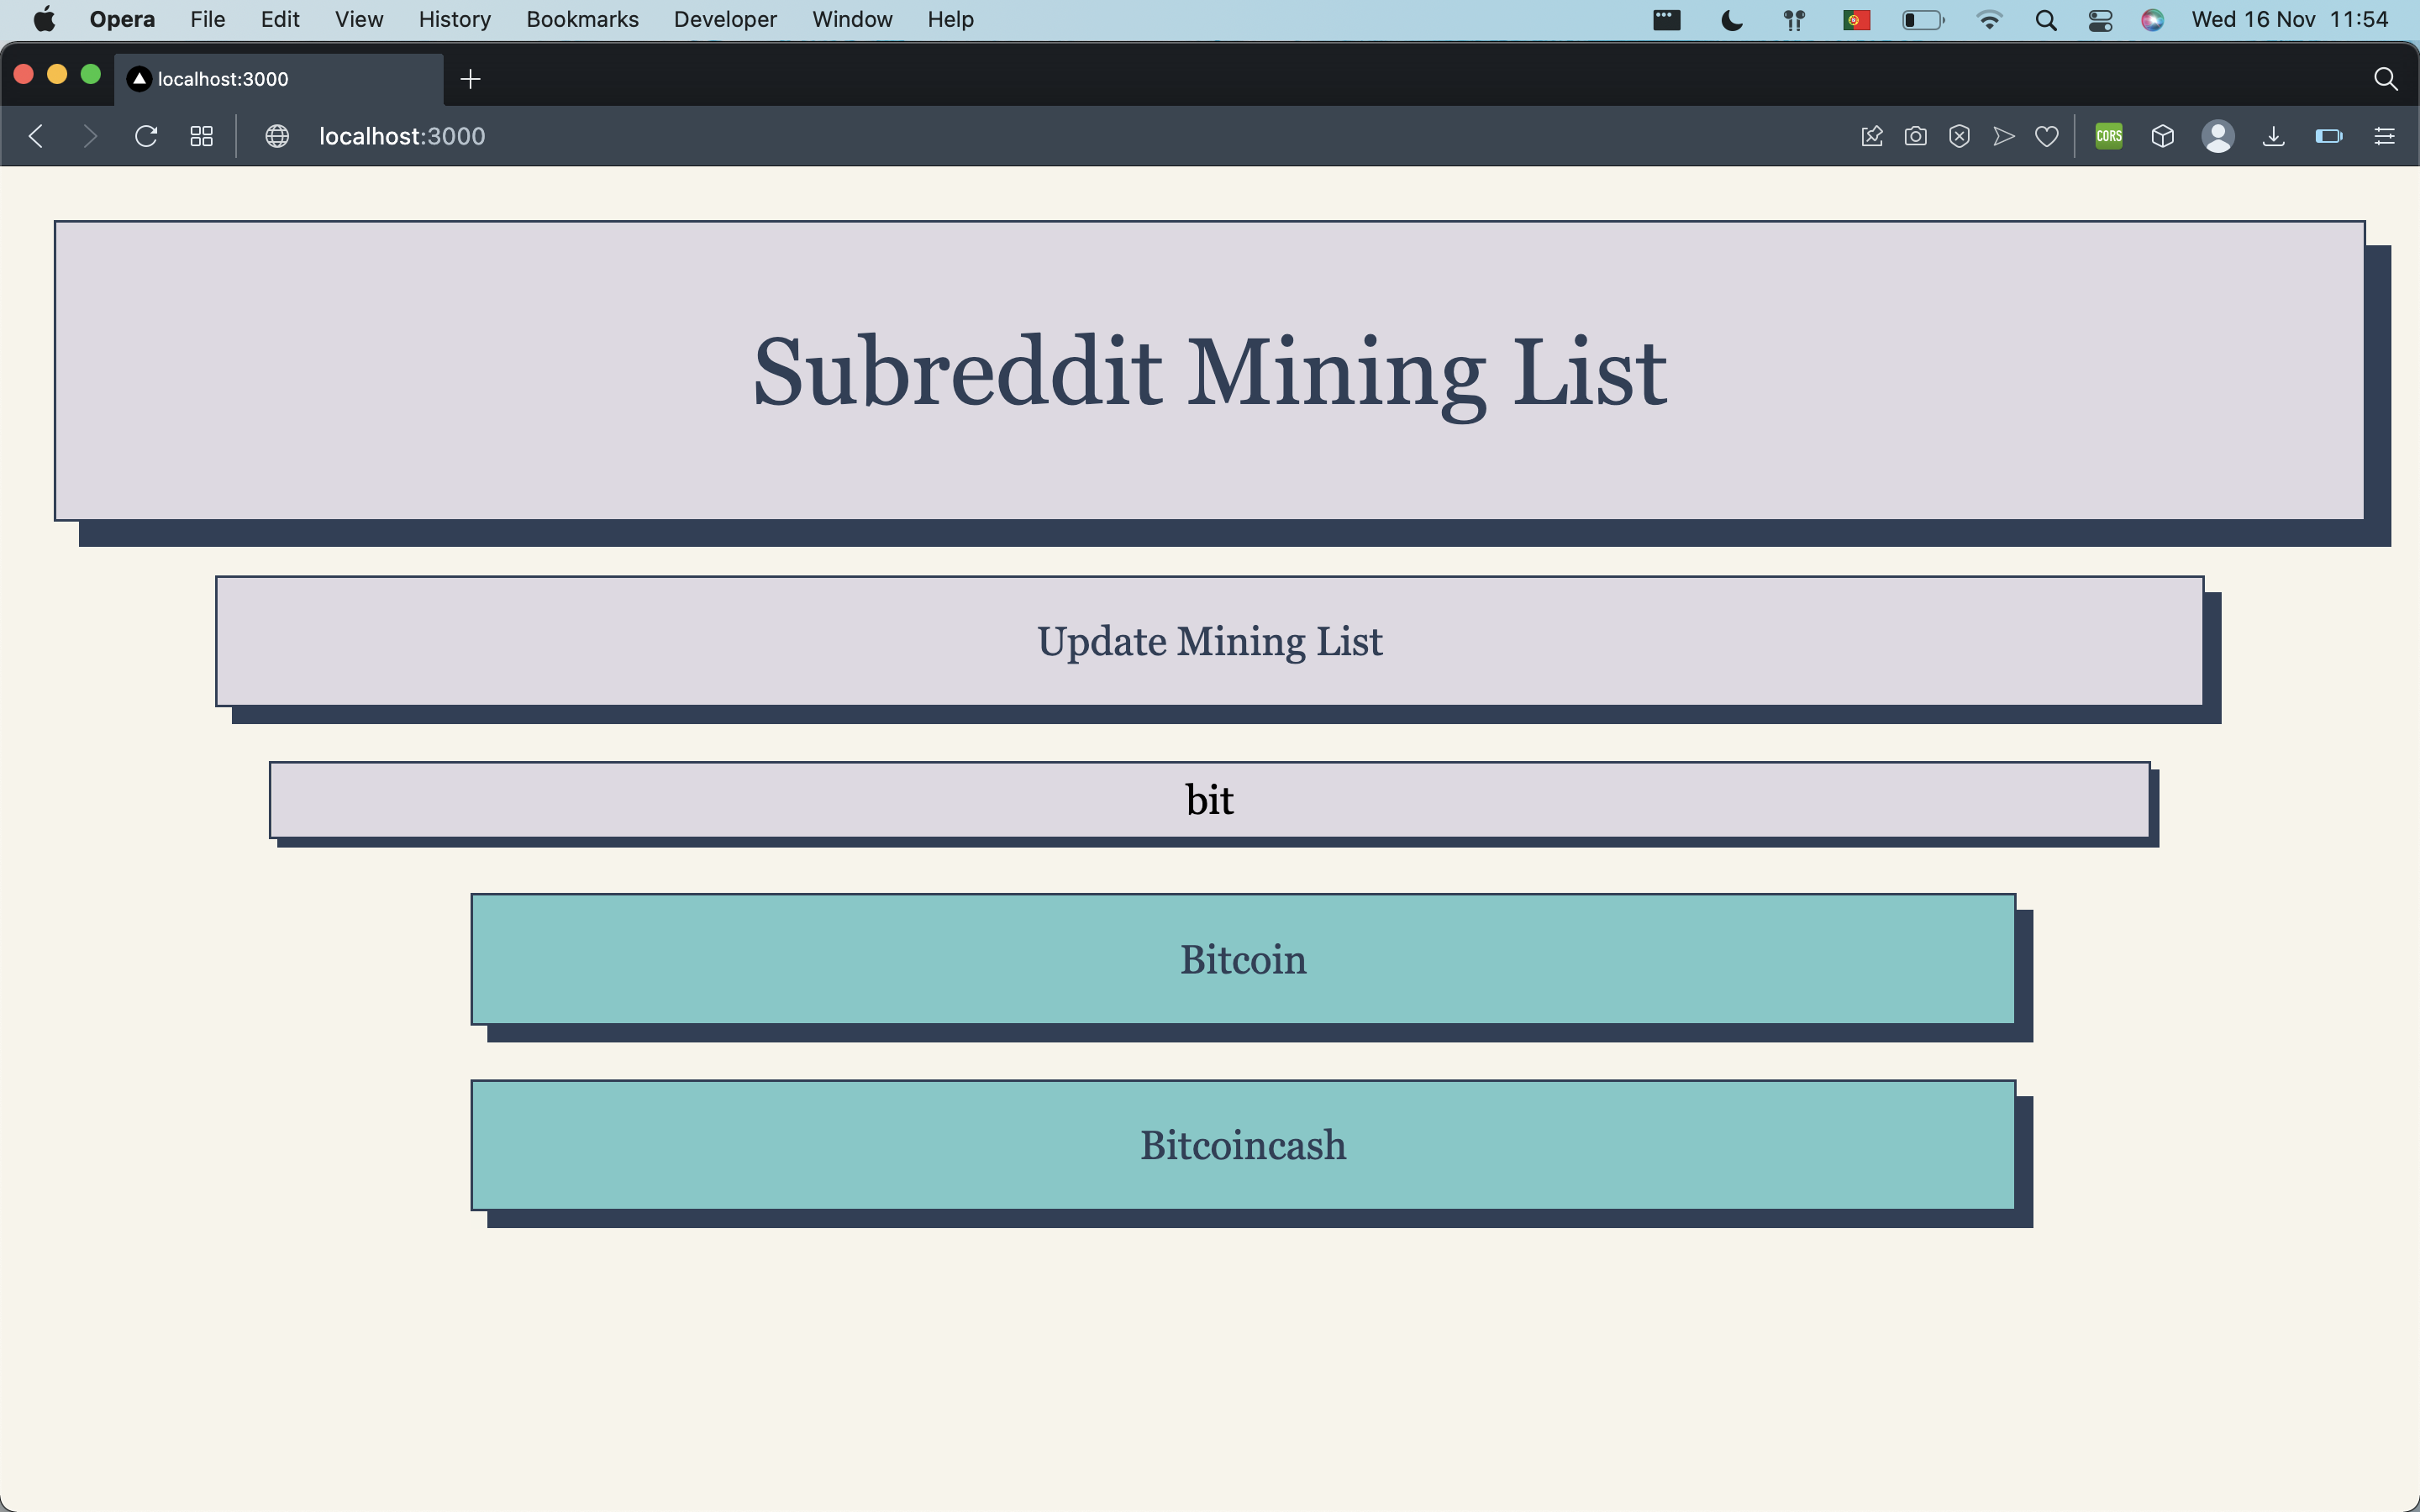 Opera File Edit View History Bookmarks Developer Window Help Wed 16 Nov 11:54
localhost:3000
localhost:3000 CORS
Subreddit Mining List
Update Mining List
bit
Bitcoin
Bitcoincash